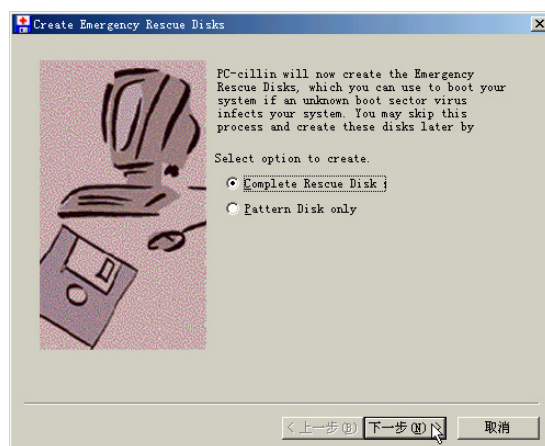 Create Emergency Rescue Disks
PC-cillin will now create the Emergency
Rescue Disks, which you can use to boot your
system if an unknown boot sector virus
infects your system. You may skip this
process and create these disks later by
Select option to create.
Complete Rescue Disk
Pattern Disk only
< 上一步(B)
下一步(N) >
取消